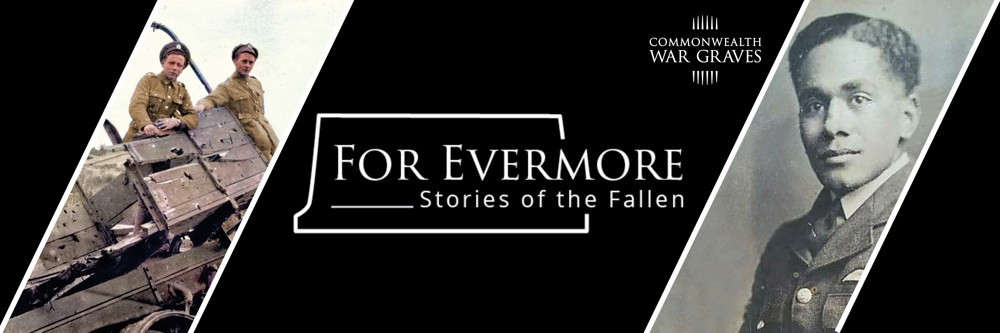 COMMONWEALTH
WAR GRAVES
FOR EVERMORE
Stories of the Fallen